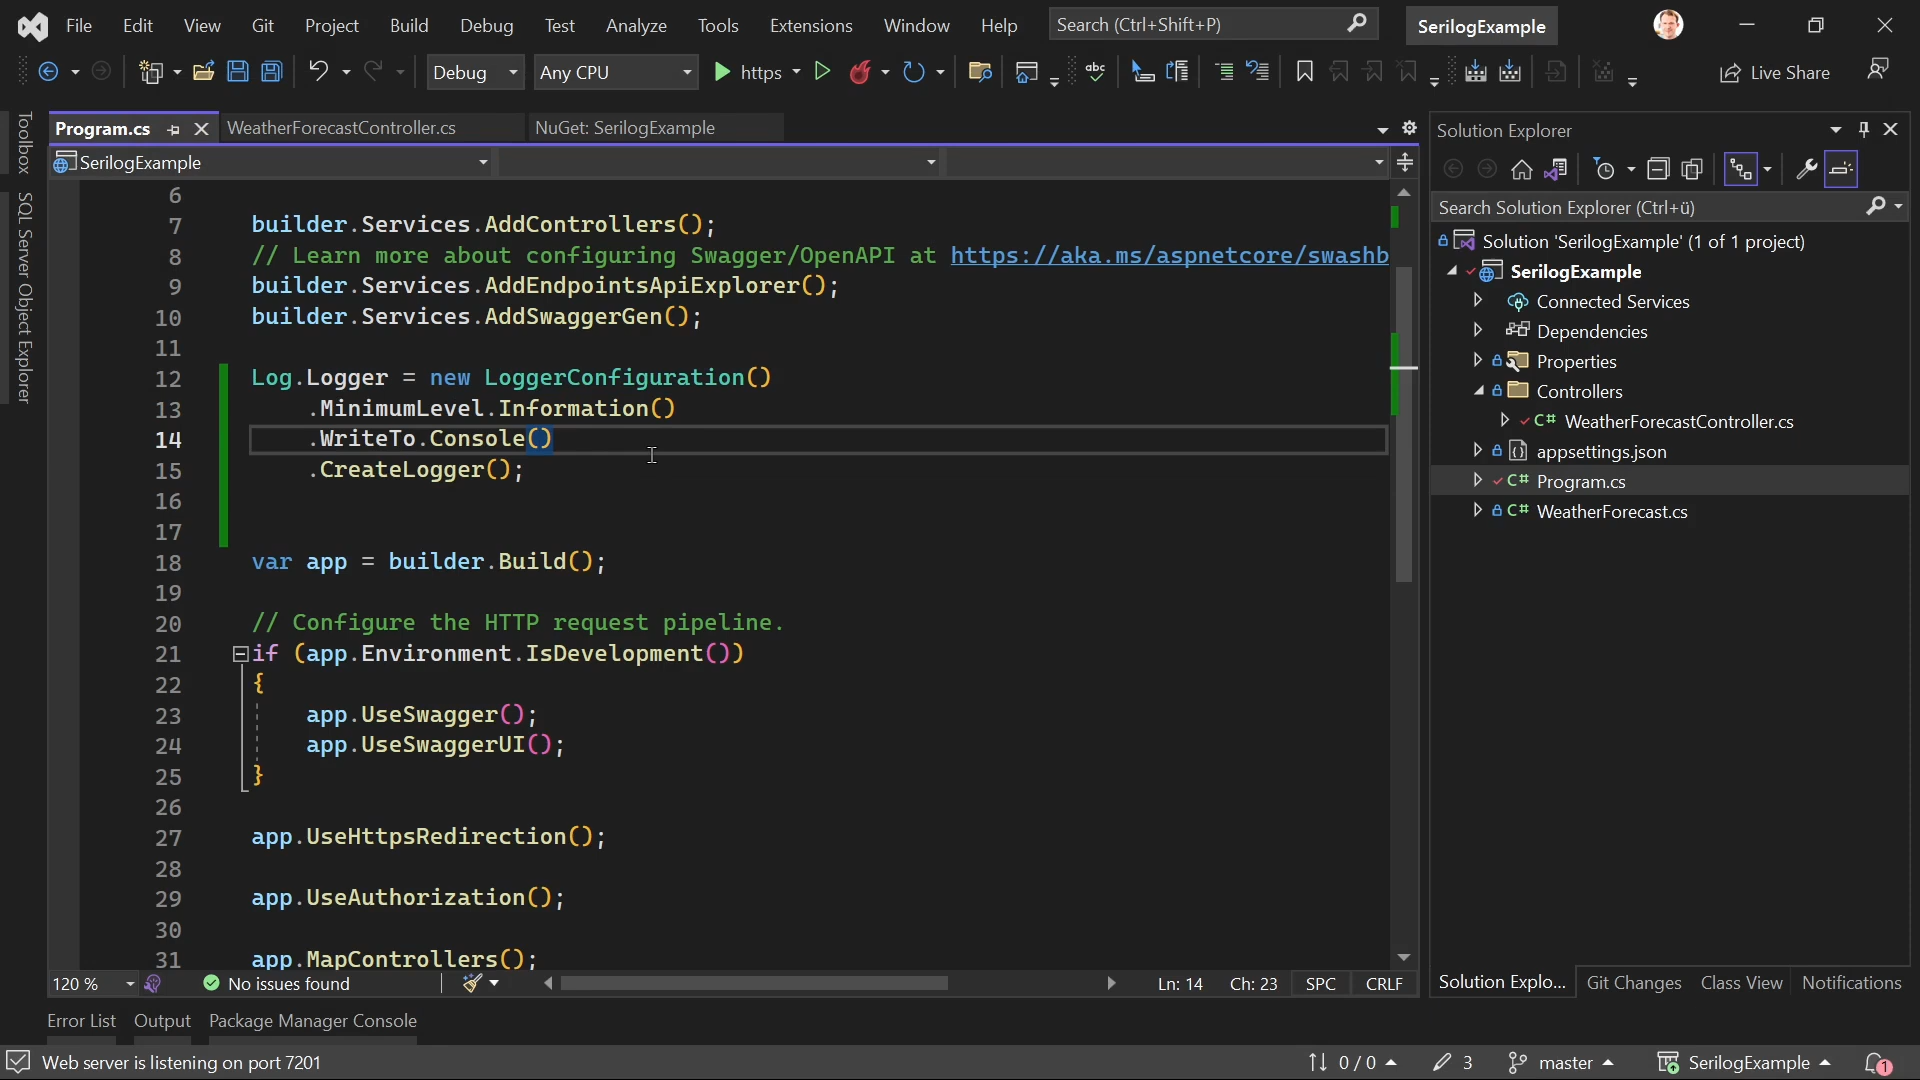 File Edit View Git Project Build Debug Test Analyze Tools Extensions Window Help Search (Ctrl+Shift+P) SerilogExample
Debug Any CPU https abc Live Share
Toolbox
SQL Server Object Explorer
Program.cs WeatherForecastController.cs NuGet: SerilogExample
SerilogExample
6
7 builder.Services.AddControllers();
8 // Learn more about configuring Swagger/OpenAPI at https://aka.ms/aspnetcore/swashb
9 builder.Services.AddEndpointsApiExplorer();
10 builder.Services.AddSwaggerGen();
11
12 Log.Logger = new LoggerConfiguration()
13 .MinimumLevel.Information()
14 .WriteTo.Console()
15 .CreateLogger();
16
17
18 var app = builder.Build();
19
20 // Configure the HTTP request pipeline.
21 if (app.Environment.IsDevelopment())
22 {
23 app.UseSwagger();
24 app.UseSwaggerUI();
25 }
26
27 app.UseHttpsRedirection();
28
29 app.UseAuthorization();
30
31 app.MapControllers();
120 % No issues found Ln: 14 Ch: 23 SPC CRLF
Solution Explorer
Search Solution Explorer (Ctrl+ü)
Solution 'SerilogExample' (1 of 1 project)
SerilogExample
Connected Services
Dependencies
Properties
Controllers
C# WeatherForecastController.cs
appsettings.json
C# Program.cs
C# WeatherForecast.cs
Solution Explo... Git Changes Class View Notifications
Error List Output Package Manager Console
Web server is listening on port 7201 0 / 0 3 master SerilogExample 1